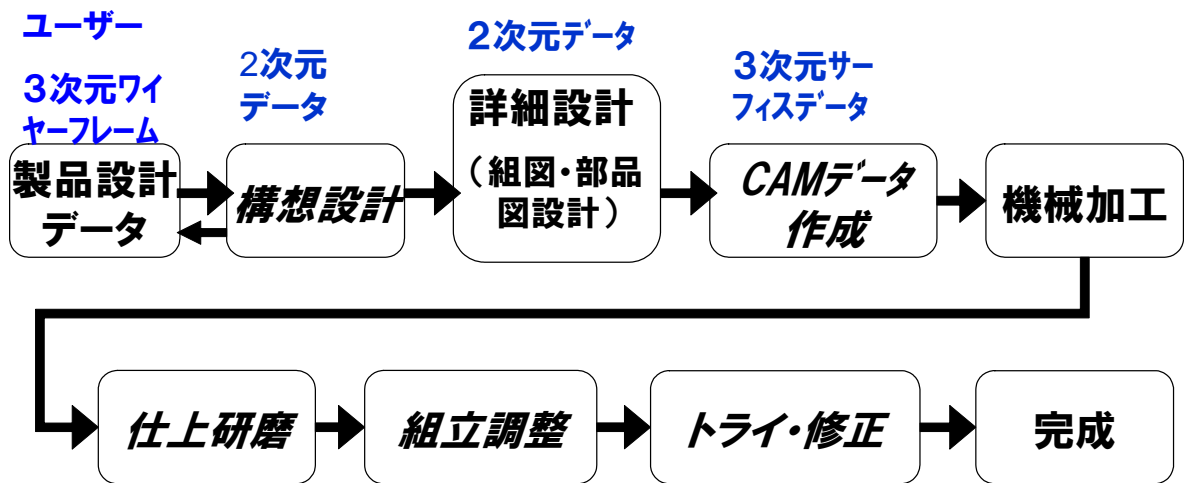 ユーザー
3次元ワイ
ヤーフレーム
2次元
データ
2次元データ
3次元サー
フィスデータ
製品設計
データ
構想設計
詳細設計
(組図・部品
図設計)
CAMデータ
作成
機械加工
仕上研磨
組立調整
トライ・修正
完成